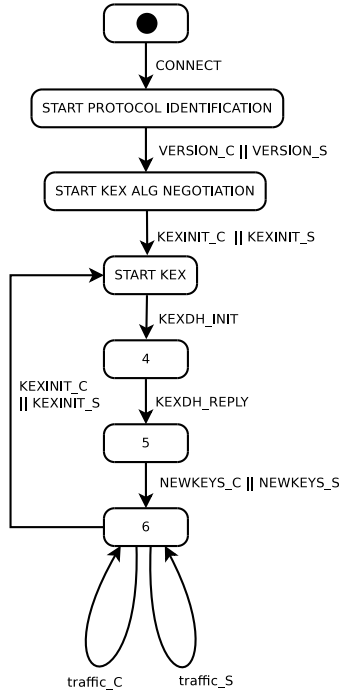 CONNECT
START PROTOCOL IDENTIFICATION
VERSION_C || VERSION_S
START KEX ALG NEGOTIATION
KEXINIT_C || KEXINIT_S
START KEX
KEXDH_INIT
4
KEXINIT_C
|| KEXINIT_S
KEXDH_REPLY
5
NEWKEYS_C || NEWKEYS_S
6
traffic_C
traffic_S